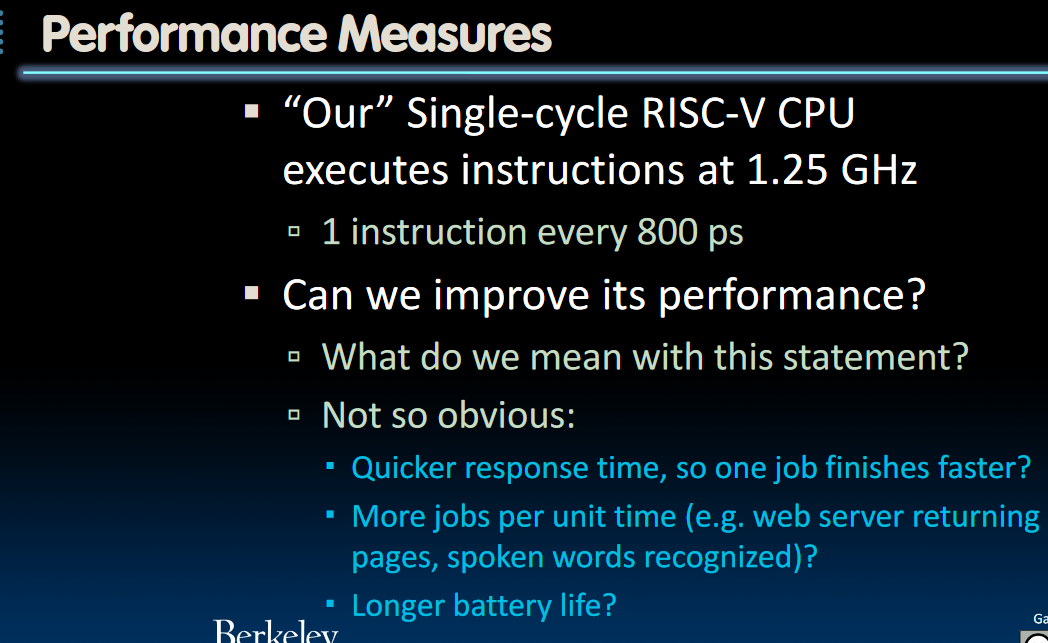 Performance Measures
“Our” Single-cycle RISC-V CPU
executes instructions at 1.25 GHz
1 instruction every 800 ps
Can we improve its performance?
What do we mean with this statement?
Not so obvious:
Quicker response time, so one job finishes faster?
More jobs per unit time (e.g. web server returning
pages, spoken words recognized)?
Longer battery life?
Berkeley